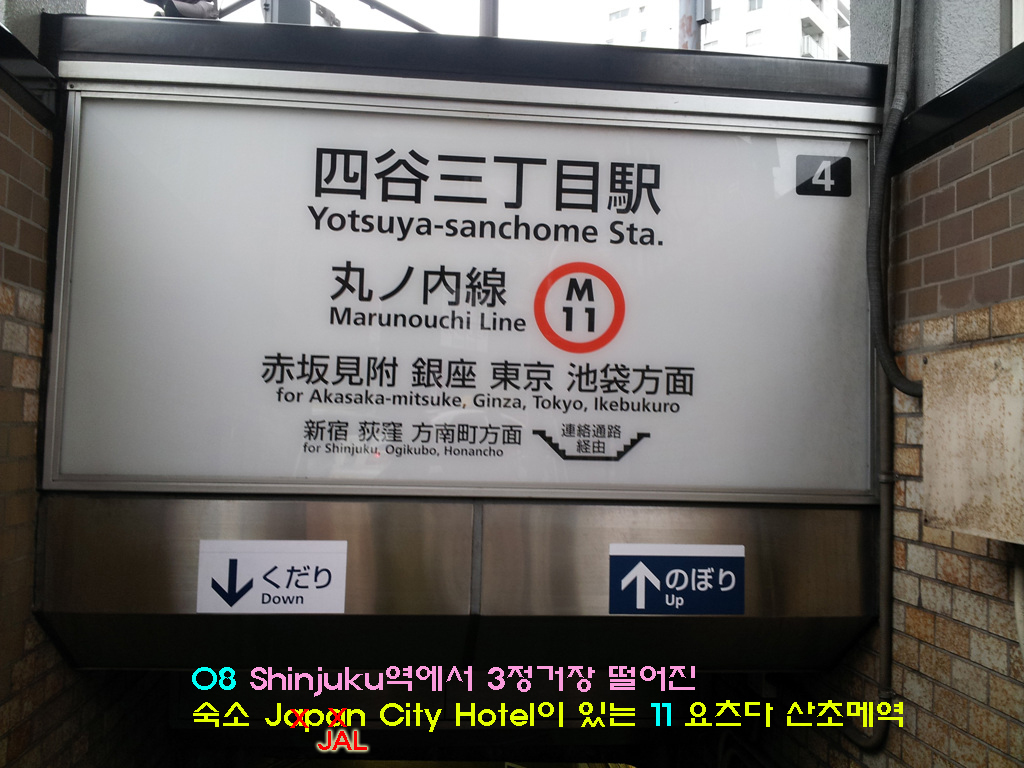 四谷三丁目駅
4
Yotsuya-sanchome Sta.
丸ノ内線
Marunouchi Line
M
11
赤坂見附 銀座 東京 池袋方面
for Akasaka-mitsuke, Ginza, Tokyo, Ikebukuro
新宿 荻窪 方南町方面
for Shinjuku, Ogikubo, Honancho
連絡通路
経由
くだり
Down
のぼり
Up
08 Shinjuku역에서 3정거장 떨어진
숙소 Japan City Hotel이 있는 11 요츠다 산초메역
x x
JAL